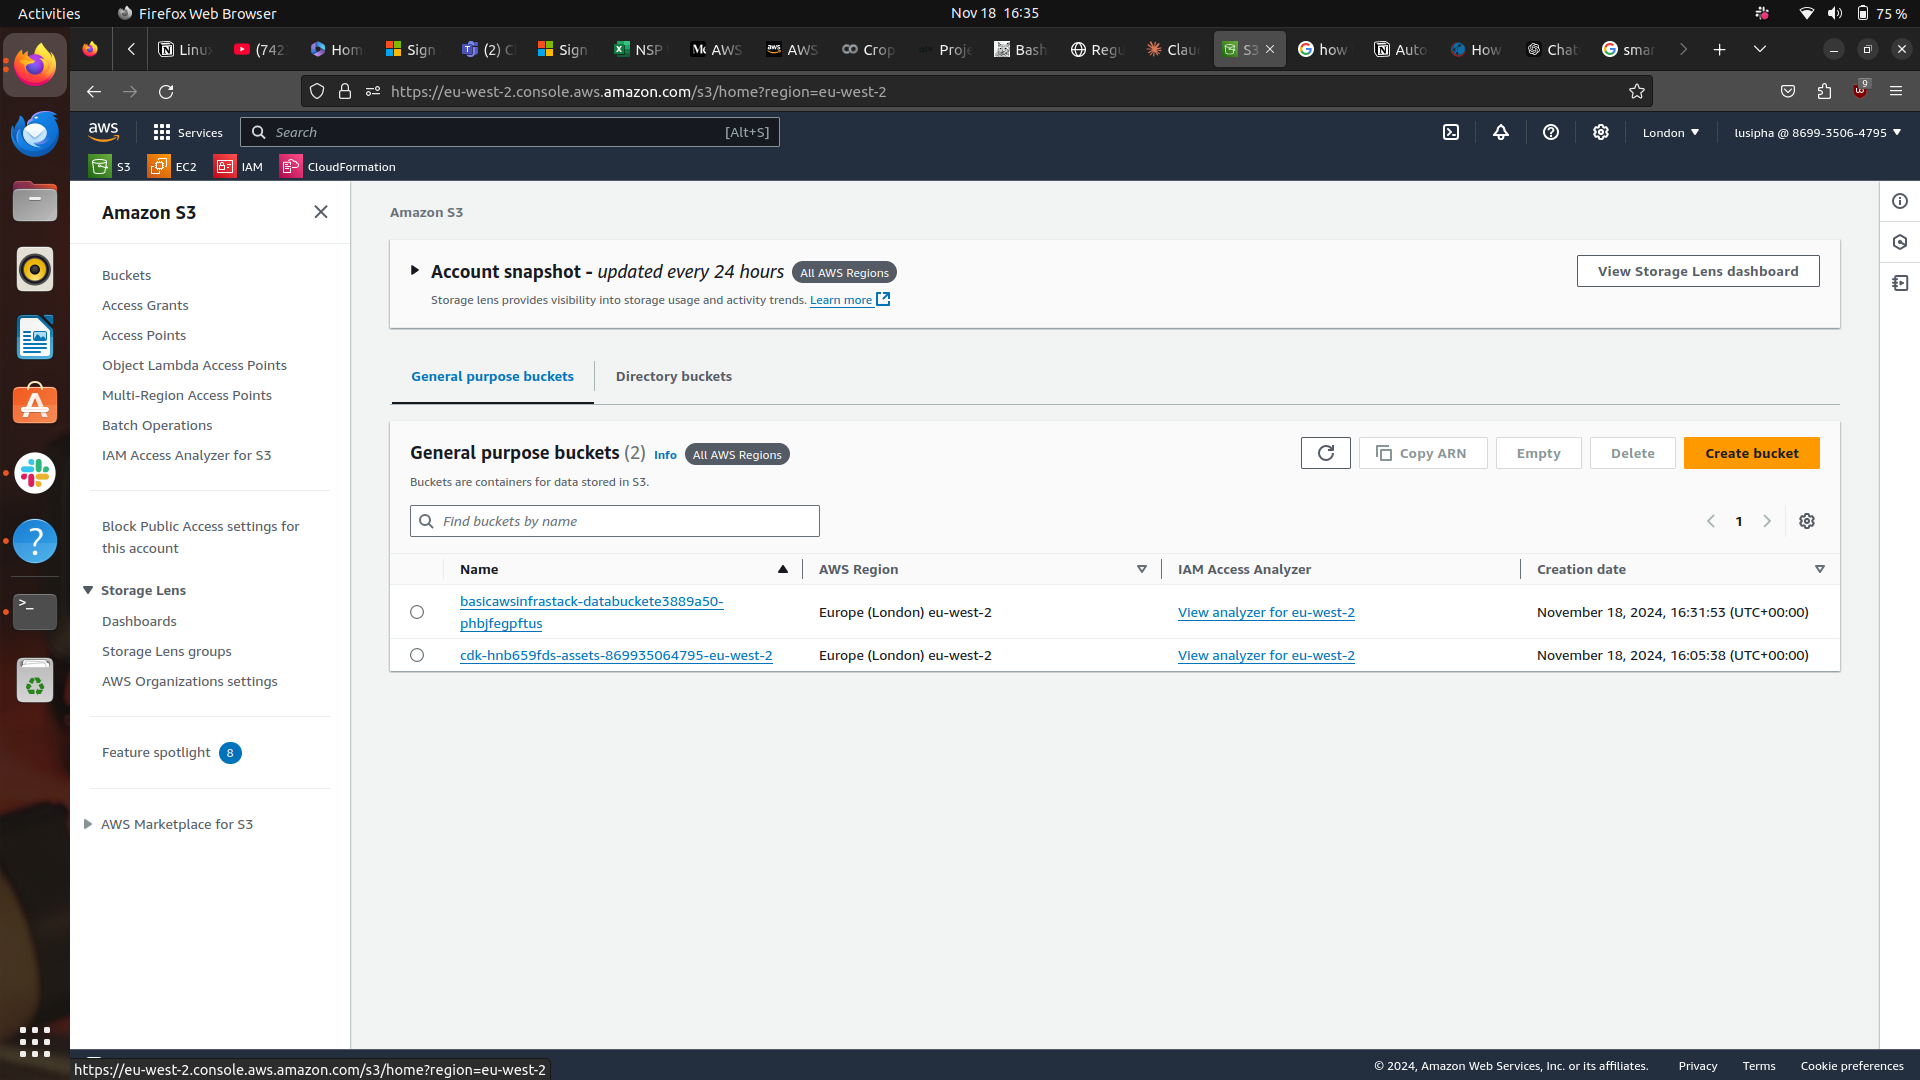 Activities
Firefox Web Browser
Nov 18 16:35
75 %
Linu
(742
Hom
Sign
(2) C
Sign
NSP
AWS
AWS
Crop
Proje
Bash
Regu
Clau
S3
how
Auto
How
Chat
smar
https://eu-west-2.console.aws.amazon.com/s3/home?region=eu-west-2
9
aws
Services
Search
[Alt+S]
London
lusipha @ 8699-3506-4795
S3
EC2
IAM
CloudFormation
Amazon S3
Buckets
Access Grants
Access Points
Object Lambda Access Points
Multi-Region Access Points
Batch Operations
IAM Access Analyzer for S3
Block Public Access settings for
this account
Storage Lens
Dashboards
Storage Lens groups
AWS Organizations settings
Feature spotlight 8
AWS Marketplace for S3
Amazon S3
Account snapshot - updated every 24 hours All AWS Regions
Storage lens provides visibility into storage usage and activity trends. Learn more
View Storage Lens dashboard
General purpose buckets
Directory buckets
General purpose buckets (2) Info All AWS Regions
Buckets are containers for data stored in S3.
Copy ARN
Empty
Delete
Create bucket
Find buckets by name
1
Name
AWS Region
IAM Access Analyzer
Creation date
basicawsinfrastack-databuckete3889a50-
phbjfegpftus
Europe (London) eu-west-2
View analyzer for eu-west-2
November 18, 2024, 16:31:53 (UTC+00:00)
cdk-hnb659fds-assets-869935064795-eu-west-2
Europe (London) eu-west-2
View analyzer for eu-west-2
November 18, 2024, 16:05:38 (UTC+00:00)
https://eu-west-2.console.aws.amazon.com/s3/home?region=eu-west-2
© 2024, Amazon Web Services, Inc. or its affiliates.
Privacy
Terms
Cookie preferences